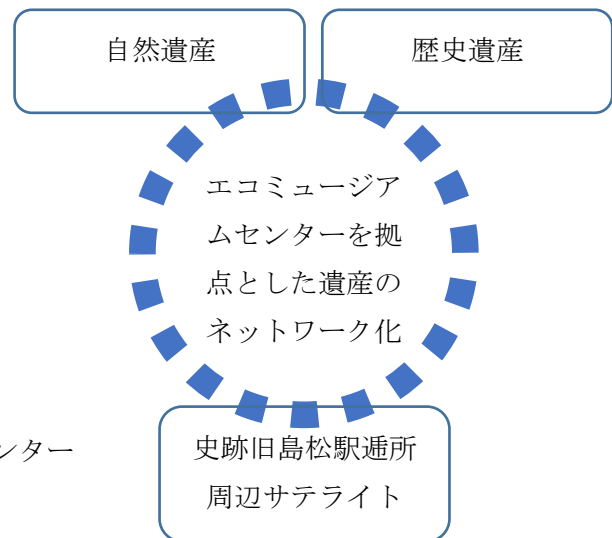 自然遺産
歴史遺産
エコミュージア
ムセンターを拠
点とした遺産の
ネットワーク化
ンター
史跡旧島松駅逓所
周辺サテライト